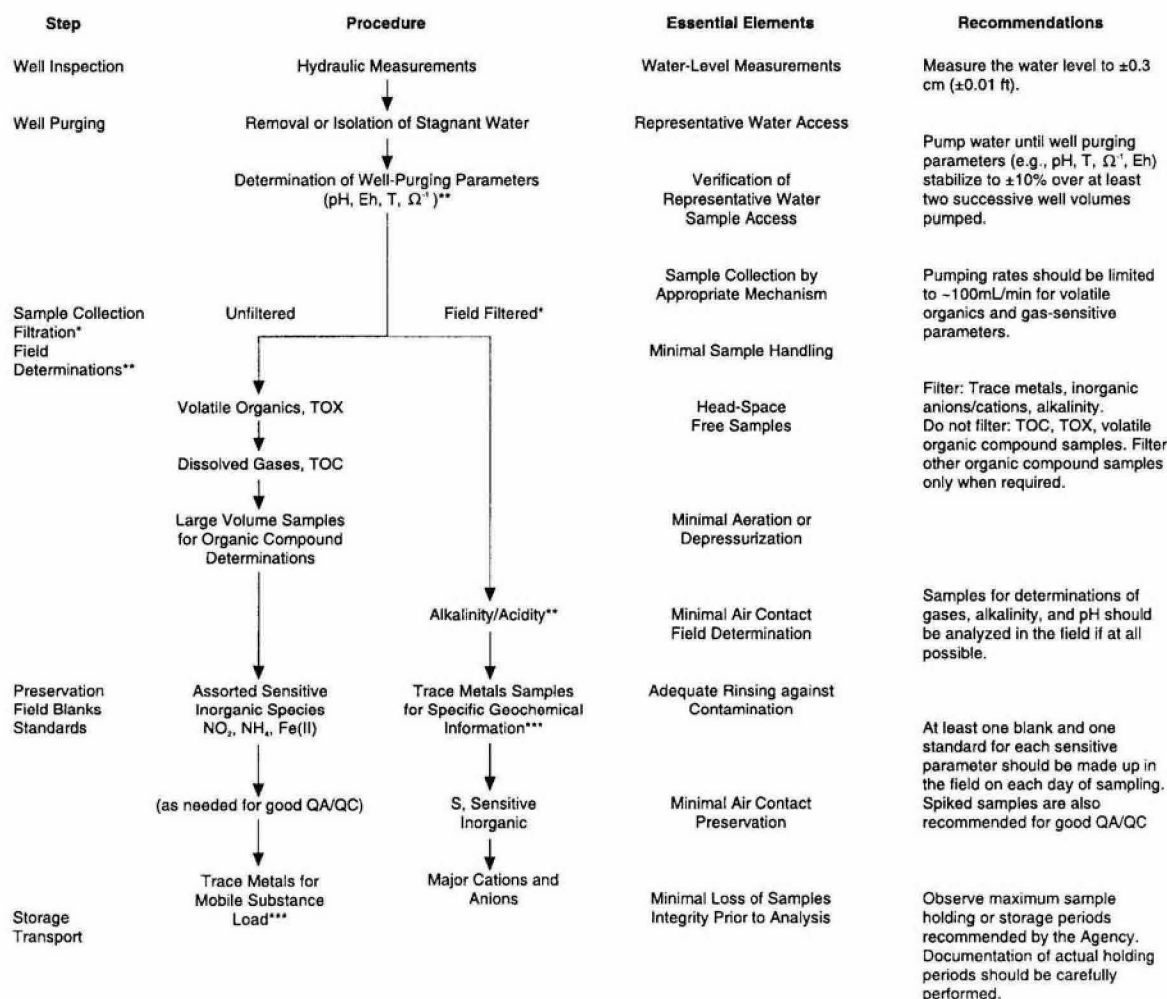 Step Procedure Essential Elements Recommendations
Well Inspection
Hydraulic Measurements
Water-Level Measurements
Measure the water level to ±0.3
cm (±0.01 ft).
Well Purging
Removal or Isolation of Stagnant Water
Representative Water Access
Determination of Well-Purging Parameters
(pH, Eh, T, Ω⁻¹)**
Verification of
Representative Water
Sample Access
Pump water until well purging
parameters (e.g., pH, T, Ω⁻¹, Eh)
stabilize to ±10% over at least
two successive well volumes
pumped.
Sample Collection
Filtration*
Field
Determinations**
Unfiltered
Field Filtered*
Sample Collection by
Appropriate Mechanism
Pumping rates should be limited
to ~100mL/min for volatile
organics and gas-sensitive
parameters.
Minimal Sample Handling
Volatile Organics, TOX
Head-Space
Free Samples
Filter: Trace metals, inorganic
anions/cations, alkalinity.
Do not filter: TOC, TOX, volatile
organic compound samples. Filter
other organic compound samples
only when required.
Dissolved Gases, TOC
Large Volume Samples
for Organic Compound
Determinations
Minimal Aeration or
Depressurization
Alkalinity/Acidity**
Minimal Air Contact
Field Determination
Samples for determinations of
gases, alkalinity, and pH should
be analyzed in the field if at all
possible.
Preservation
Field Blanks
Standards
Assorted Sensitive
Inorganic Species
NO₂, NH₄, Fe(II)
Trace Metals Samples
for Specific Geochemical
Information***
Adequate Rinsing against
Contamination
At least one blank and one
standard for each sensitive
parameter should be made up in
the field on each day of sampling.
Spiked samples are also
recommended for good QA/QC
(as needed for good QA/QC)
S, Sensitive
Inorganic
Minimal Air Contact
Preservation
Trace Metals for
Mobile Substance
Load***
Major Cations and
Anions
Storage
Transport
Minimal Loss of Samples
Integrity Prior to Analysis
Observe maximum sample
holding or storage periods
recommended by the Agency.
Documentation of actual holding
periods should be carefully
performed.